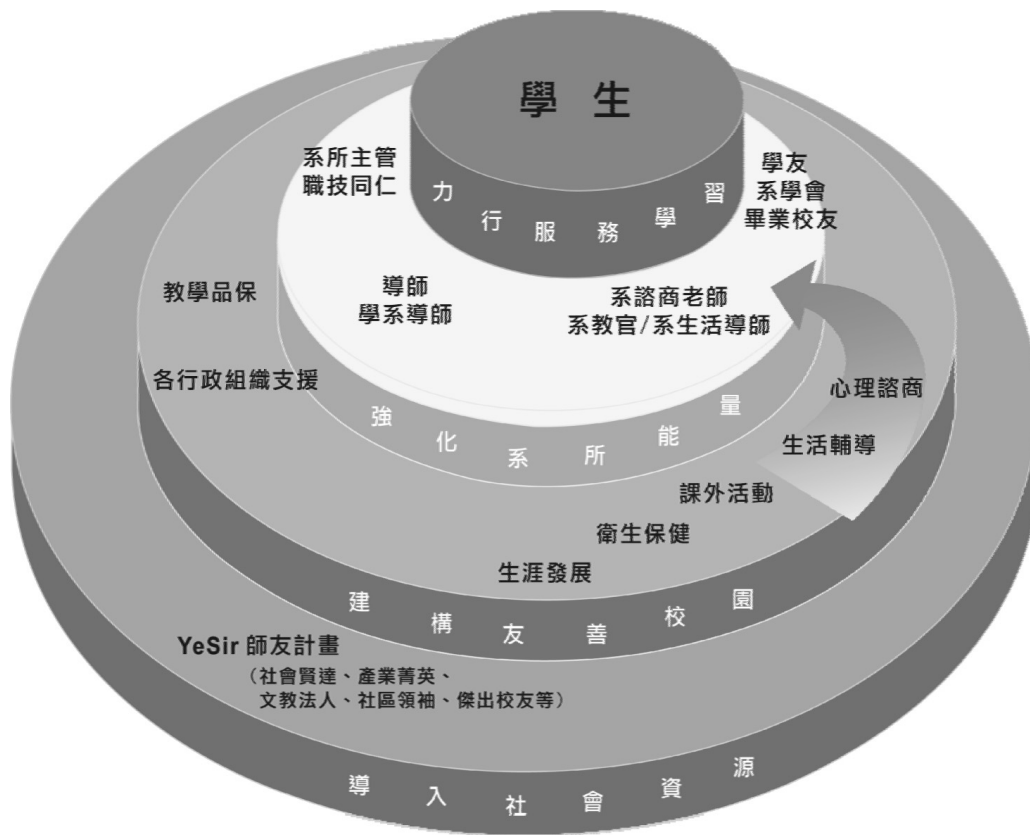 學 生
力行服務學習
系所主管
職技同仁
學友
系學會
畢業校友
導師
學系導師
系諮商老師
系教官/系生活導師
強化系所能量
教學品保
各行政組織支援
心理諮商
生活輔導
課外活動
衛生保健
生涯發展
建構友善校園
YeSir 師友計畫
（社會賢達、產業菁英、
文教法人、社區領袖、傑出校友等）
導入社會資源